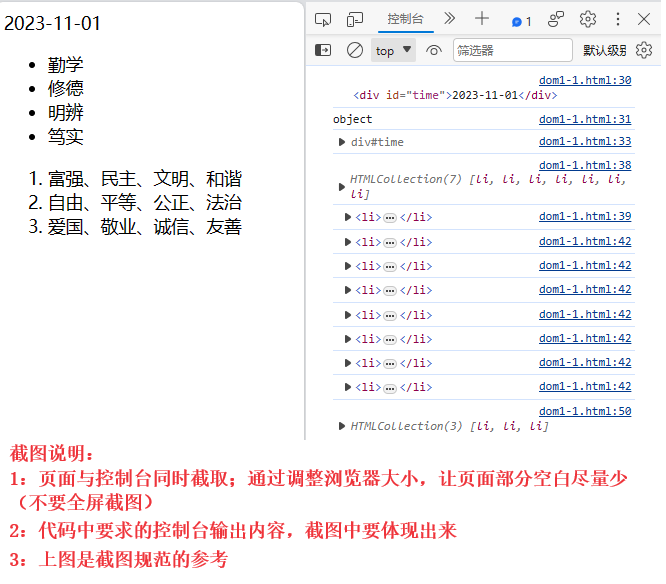 2023-11-01
• 勤学
• 修德
• 明辨
• 笃实
1. 富强、民主、文明、和谐
2. 自由、平等、公正、法治
3. 爱国、敬业、诚信、友善
控制台
1
top
筛选器
默认级别
dom1-1.html:30
<div id="time">2023-11-01</div>
object dom1-1.html:31
div#time dom1-1.html:33
dom1-1.html:38
HTMLCollection(7) [li, li, li, li, li, li,
li]
<li>…</li> dom1-1.html:39
<li>…</li> dom1-1.html:42
<li>…</li> dom1-1.html:42
<li>…</li> dom1-1.html:42
<li>…</li> dom1-1.html:42
<li>…</li> dom1-1.html:42
<li>…</li> dom1-1.html:42
<li>…</li> dom1-1.html:42
dom1-1.html:50
HTMLCollection(3) [li, li, li]
截图说明：
1：页面与控制台同时截取；通过调整浏览器大小，让页面部分空白尽量少
（不要全屏截图）
2：代码中要求的控制台输出内容，截图中要体现出来
3：上图是截图规范的参考